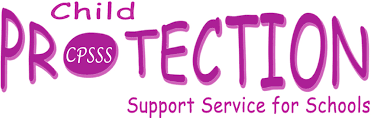 Child
PROTECTION
CPSSS
Support Service for Schools